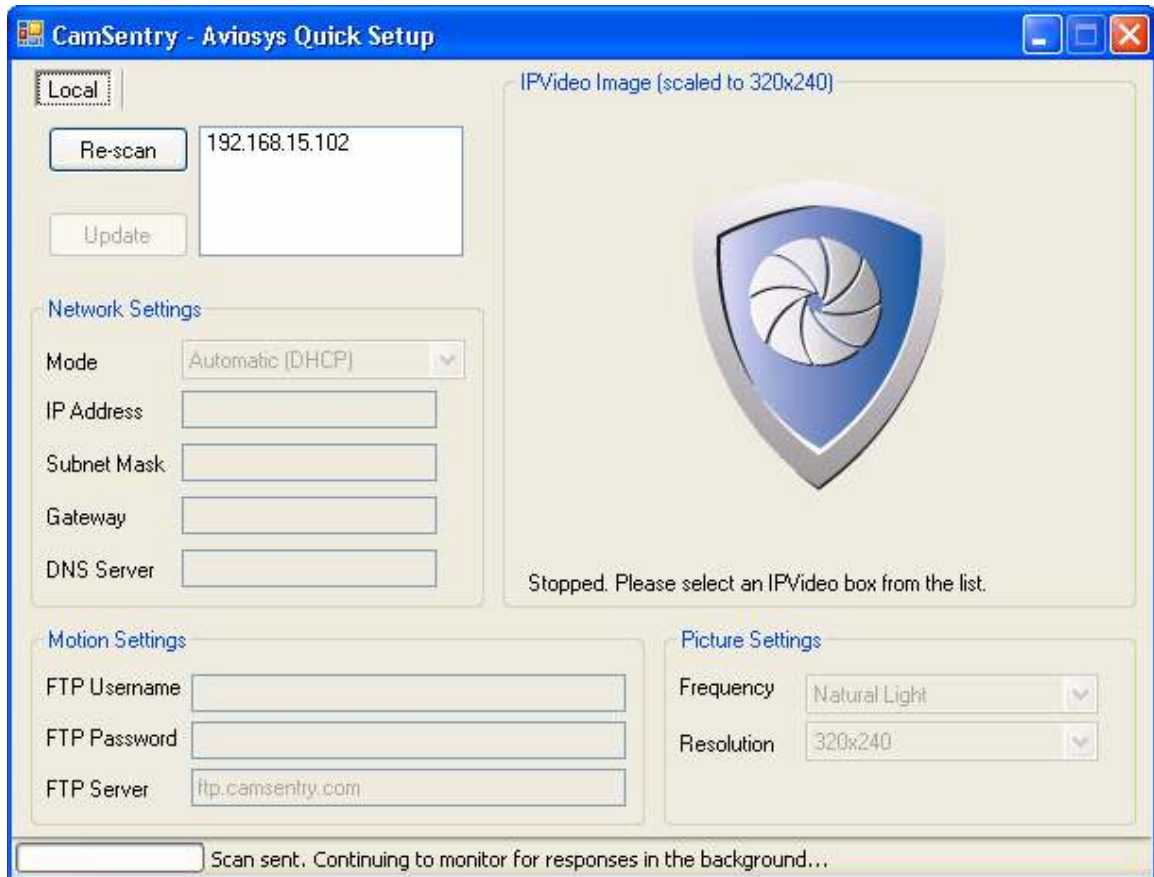 CamSentry - Aviosys Quick Setup
Local
Re-scan
192.168.15.102
Update
Network Settings
Mode
Automatic (DHCP)
IP Address
Subnet Mask
Gateway
DNS Server
IPVideo Image (scaled to 320x240)
Stopped. Please select an IPVideo box from the list.
Motion Settings
FTP Username
FTP Password
FTP Server
ftp.camsentry.com
Picture Settings
Frequency
Natural Light
Resolution
320x240
Scan sent. Continuing to monitor for responses in the background...